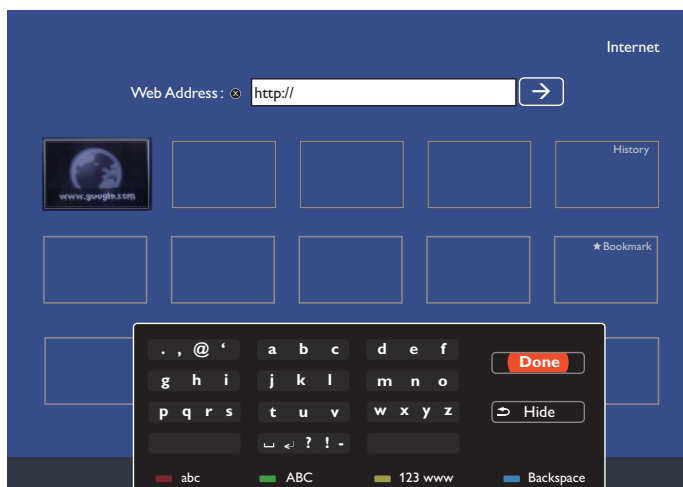 Internet
Web Address : http://
www.google.com
History
★ Bookmark
. , @ ‘ a b c d e f
Done
g h i j k l m n o
p q r s t u v w x y z
Hide
␣ ↵ ? ! -
abc ABC 123 www Backspace